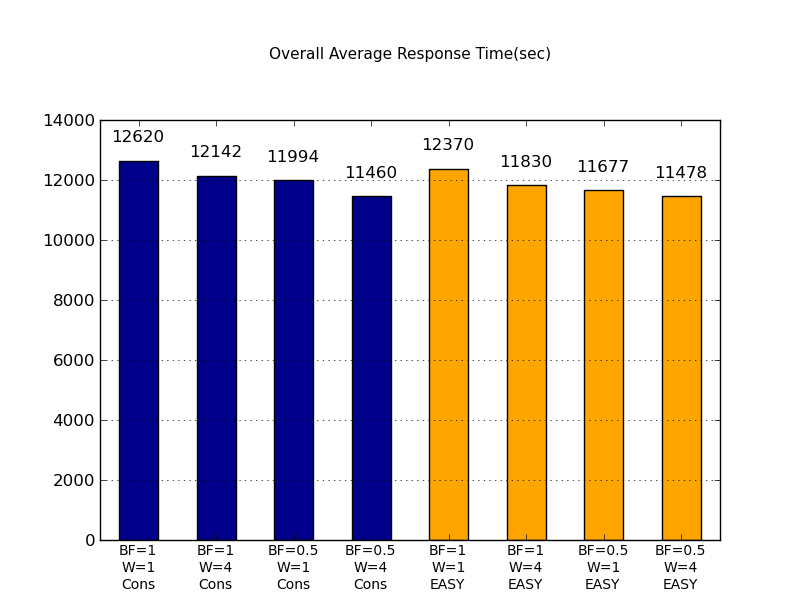 Overall Average Response Time(sec)
14000
12000
10000
8000
6000
4000
2000
0
12620
12142
11994
11460
12370
11830
11677
11478
BF=1
W=1
Cons
BF=1
W=4
Cons
BF=0.5
W=1
Cons
BF=0.5
W=4
Cons
BF=1
W=1
EASY
BF=1
W=4
EASY
BF=0.5
W=1
EASY
BF=0.5
W=4
EASY